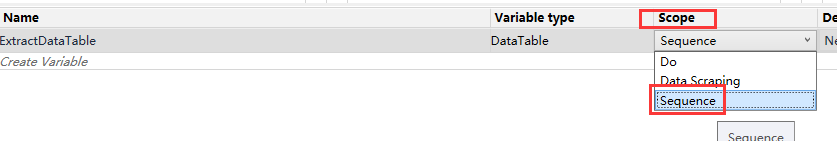 Name Variable type Scope De
ExtractDataTable DataTable Sequence Ne
Create Variable Do
Data Scraping
Sequence
Sequence